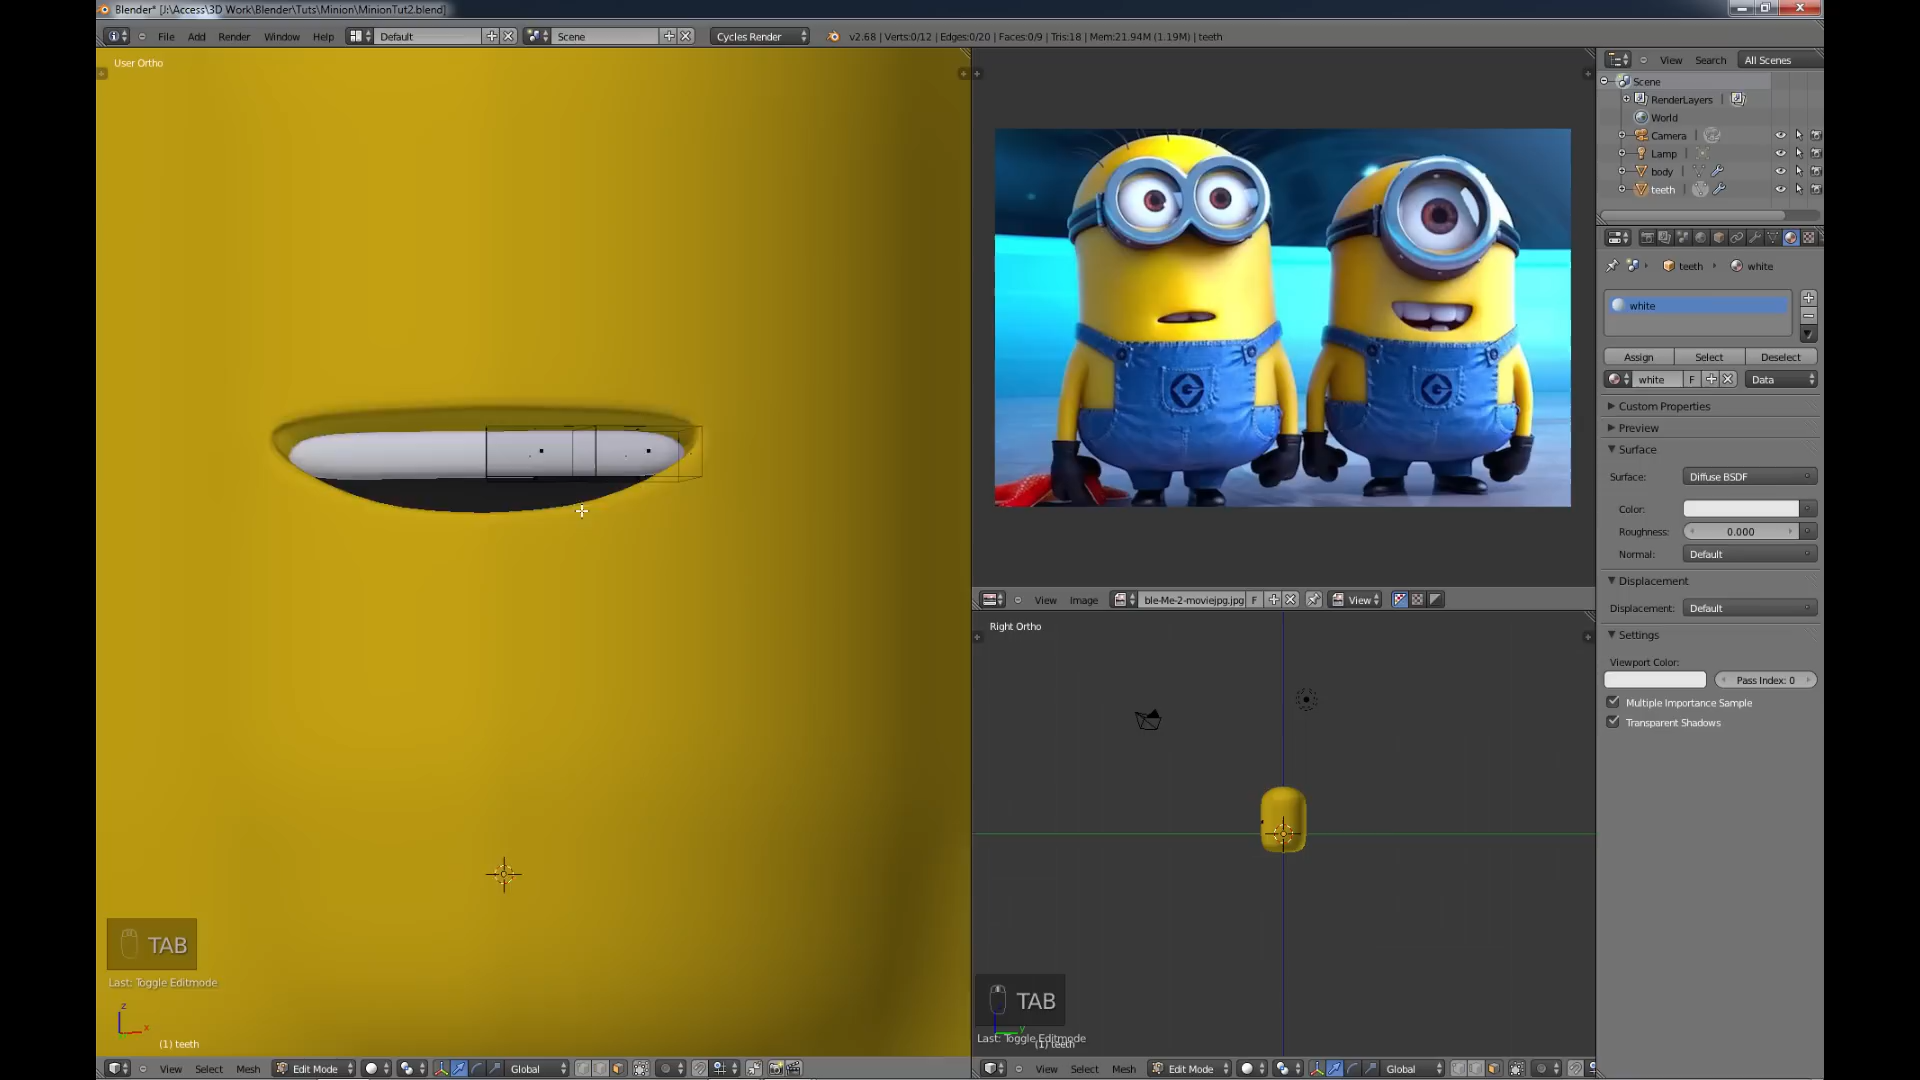 Blender* [J:\Access\3D Work\Blender\Tuts\Minion\MinionTut2.blend]
File Add Render Window Help Default Scene Cycles Render v2.68 | Verts:0/12 | Edges:0/20 | Faces:0/9 | Tris:18 | Mem:21.94M (1.19M) | teeth
User Ortho
View Search All Scenes
Scene
RenderLayers
World
Camera
Lamp
body
teeth
teeth white
white
Assign Select Deselect
white F Data
Custom Properties
Preview
Surface
Surface: Diffuse BSDF
Color:
Roughness: 0.000
Normal: Default
Displacement
Displacement: Default
Settings
Viewport Color:
Pass Index: 0
Multiple Importance Sample
Transparent Shadows
View Image ble-Me-2-moviejpg.jpg F View
Right Ortho
TAB
Last: Toggle Editmode
z
x
(1) teeth
TAB
y
Last: Toggle Editmode
(1) teeth
View Select Mesh Edit Mode Global
View Select Mesh Edit Mode Global